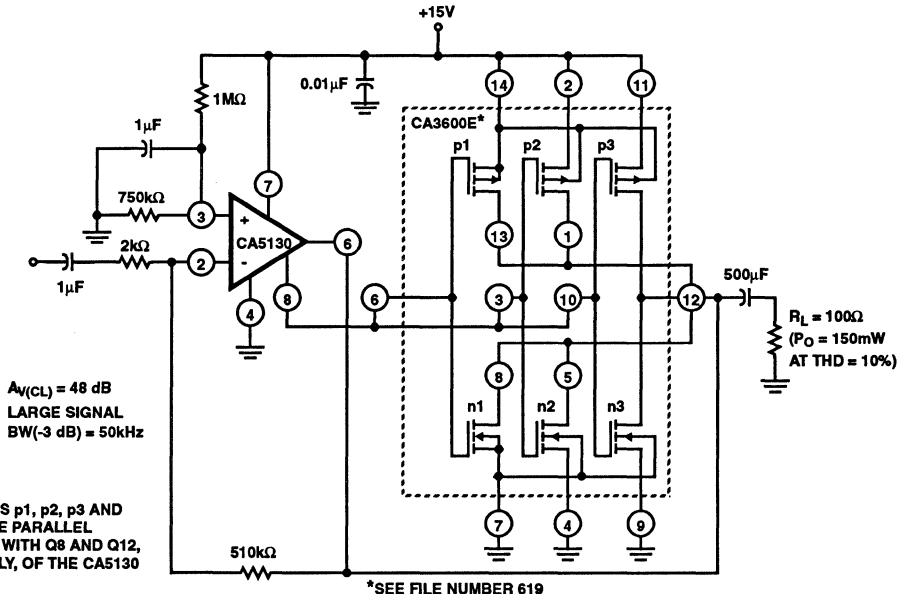 +15V
0.01µF
14
2
11
1MΩ
CA3600E*
1µF
p1
p2
p3
7
750kΩ
3
+
CA5130
6
13
1
2kΩ
2
-
500µF
1µF
8
6
3
10
12
4
RL = 100Ω
(PO = 150mW
AT THD = 10%)
8
5
AV(CL) = 48 dB
LARGE SIGNAL
BW(-3 dB) = 50kHz
n1
n2
n3
S p1, p2, p3 AND
E PARALLEL
WITH Q8 AND Q12,
LY, OF THE CA5130
7
4
9
510kΩ
*SEE FILE NUMBER 619